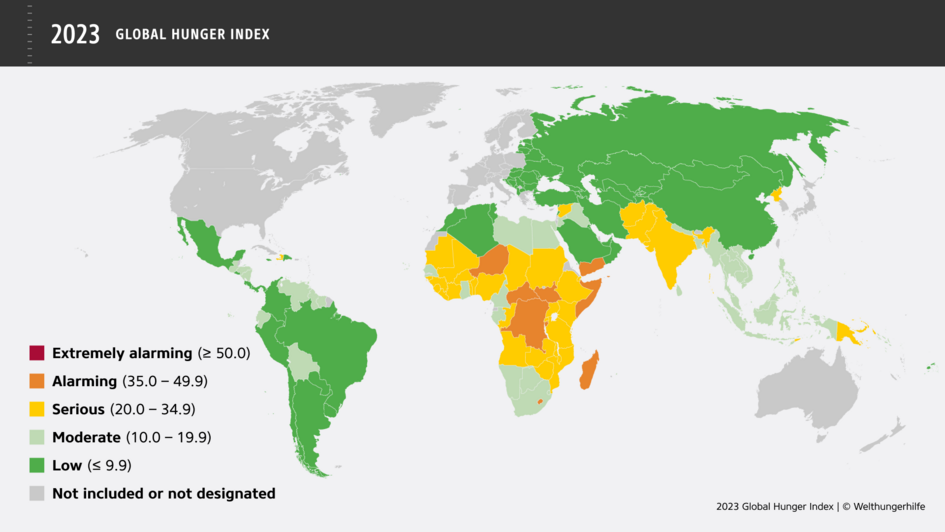 2023 GLOBAL HUNGER INDEX
Extremely alarming (≥ 50.0)
Alarming (35.0 – 49.9)
Serious (20.0 – 34.9)
Moderate (10.0 – 19.9)
Low (≤ 9.9)
Not included or not designated
2023 Global Hunger Index | © Welthungerhilfe